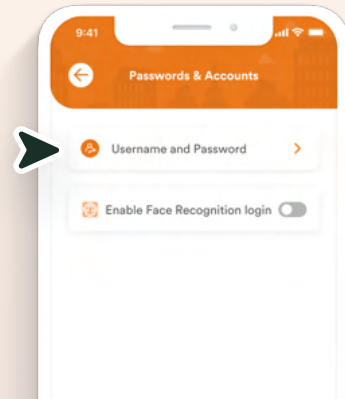 9:41
Passwords & Accounts
Username and Password
Enable Face Recognition login